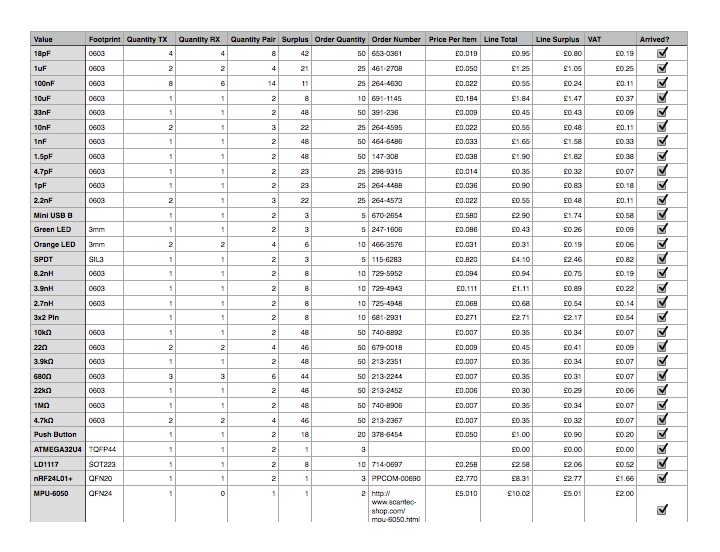 Value Footprint Quantity TX Quantity RX Quantity Pair Surplus Order Quantity Order Number Price Per Item Line Total Line Surplus VAT Arrived?
18pF 0603 4 4 8 42 50 653-0361 £0.019 £0.95 £0.80 £0.19
1uF 0603 2 2 4 21 25 461-2708 £0.050 £1.25 £1.05 £0.25
100nF 0603 8 6 14 11 25 264-4630 £0.022 £0.55 £0.24 £0.11
10uF 0603 1 1 2 8 10 691-1145 £0.184 £1.84 £1.47 £0.37
33nF 0603 1 1 2 48 50 391-236 £0.009 £0.45 £0.43 £0.09
10nF 0603 2 1 3 22 25 264-4595 £0.022 £0.55 £0.48 £0.11
1nF 0603 1 1 2 48 50 464-6486 £0.033 £1.65 £1.58 £0.33
1.5pF 0603 1 1 2 48 50 147-308 £0.038 £1.90 £1.82 £0.38
4.7pF 0603 1 1 2 23 25 298-9315 £0.014 £0.35 £0.32 £0.07
1pF 0603 1 1 2 23 25 264-4488 £0.036 £0.90 £0.83 £0.18
2.2nF 0603 2 1 3 22 25 264-4573 £0.022 £0.55 £0.48 £0.11
Mini USB B 1 1 2 3 5 670-2654 £0.580 £2.90 £1.74 £0.58
Green LED 3mm 1 1 2 3 5 247-1606 £0.086 £0.43 £0.26 £0.09
Orange LED 3mm 2 2 4 6 10 466-3576 £0.031 £0.31 £0.19 £0.06
SPDT SIL3 1 1 2 3 5 115-6283 £0.820 £4.10 £2.46 £0.82
8.2nH 0603 1 1 2 8 10 729-5952 £0.094 £0.94 £0.75 £0.19
3.9nH 0603 1 1 2 8 10 729-4943 £0.111 £1.11 £0.89 £0.22
2.7nH 0603 1 1 2 8 10 725-4948 £0.068 £0.68 £0.54 £0.14
3x2 Pin 1 1 2 8 10 681-2931 £0.271 £2.71 £2.17 £0.54
10kΩ 0603 1 1 2 48 50 740-8892 £0.007 £0.35 £0.34 £0.07
22Ω 0603 2 2 4 46 50 679-0018 £0.009 £0.45 £0.41 £0.09
3.9kΩ 0603 1 1 2 48 50 213-2351 £0.007 £0.35 £0.34 £0.07
680Ω 0603 3 3 6 44 50 213-2244 £0.007 £0.35 £0.31 £0.07
22kΩ 0603 1 1 2 48 50 213-2452 £0.006 £0.30 £0.29 £0.06
1MΩ 0603 1 1 2 48 50 740-8906 £0.007 £0.35 £0.34 £0.07
4.7kΩ 0603 2 2 4 46 50 213-2367 £0.007 £0.35 £0.32 £0.07
Push Button 1 1 2 18 20 378-6454 £0.050 £1.00 £0.90 £0.20
ATMEGA32U4 TQFP44 1 1 2 1 3 £0.00 £0.00 £0.00
LD1117 SOT223 1 1 2 8 10 714-0697 £0.258 £2.58 £2.06 £0.52
nRF24L01+ QFN20 1 1 2 1 3 PPCOM-00690 £2.770 £8.31 £2.77 £1.66
MPU-6050 QFN24 1 0 1 1 2 http:// £5.010 £10.02 £5.01 £2.00
www.scantec-
shop.com/
mpu-6050.html